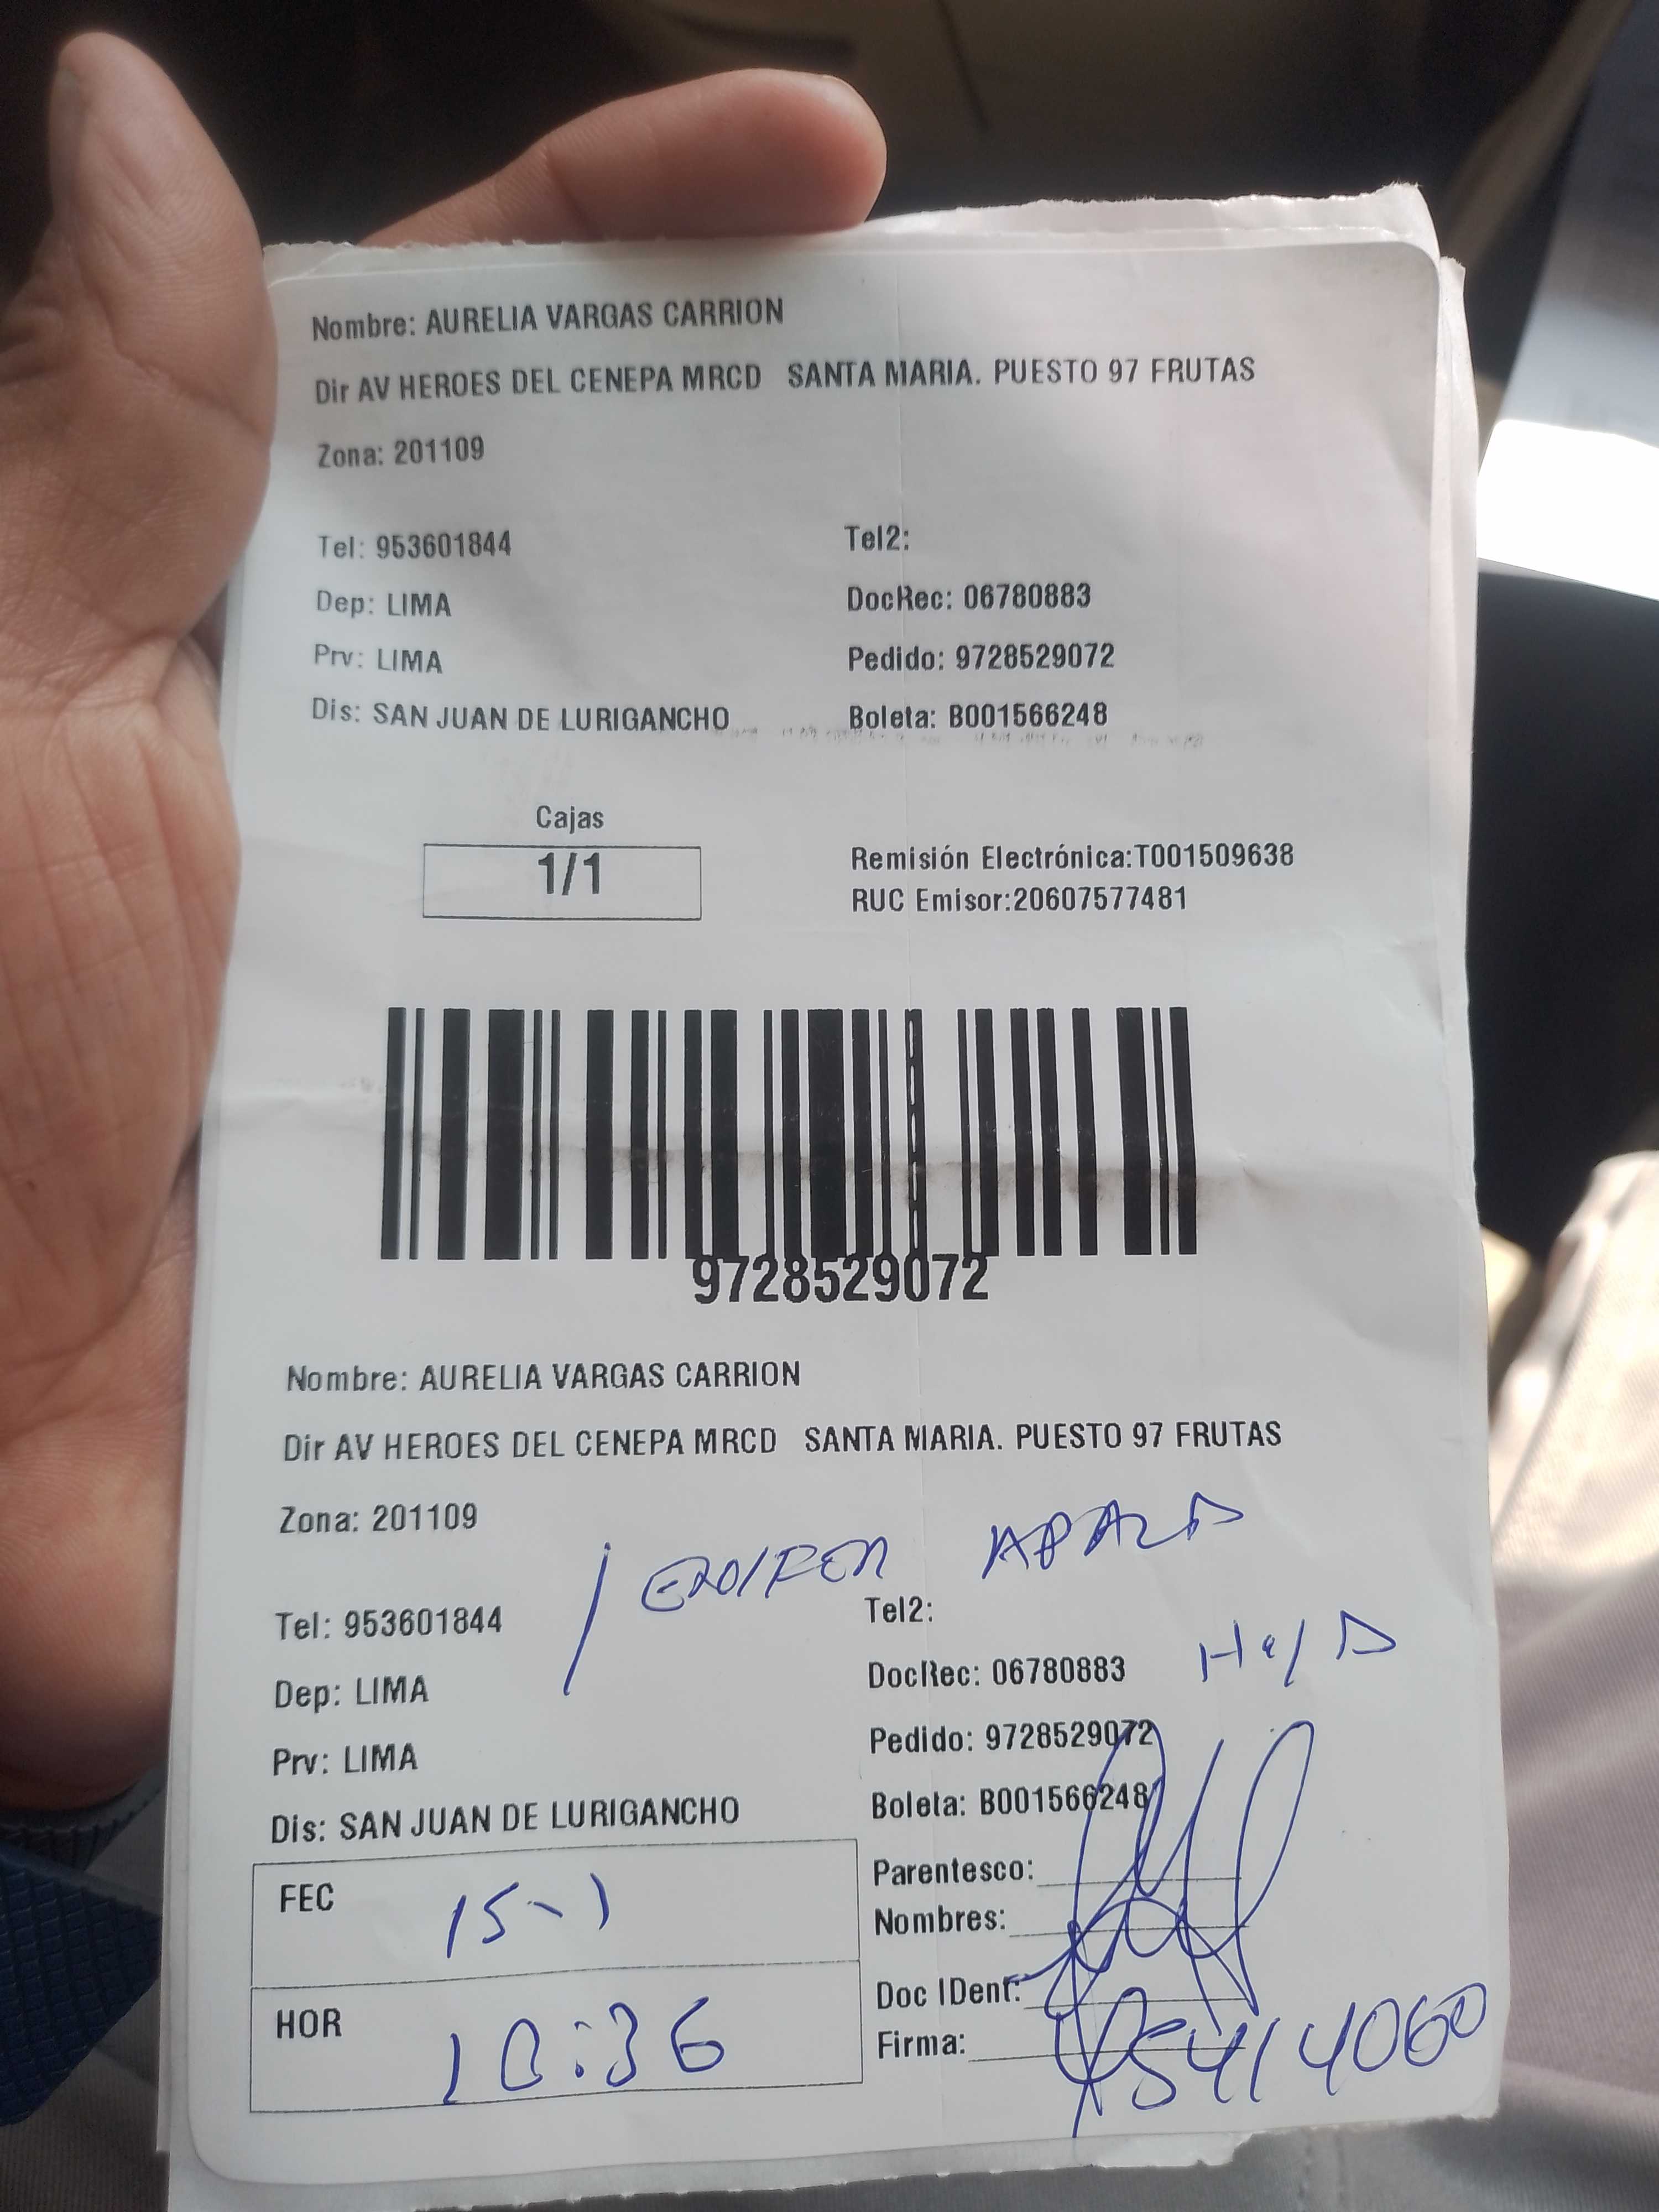 Nombre: AURELIA VARGAS CARRION
Dir AV HEROES DEL CENEPA MRCD SANTA MARIA. PUESTO 97 FRUTAS
Zona: 201109
Tel: 953601844 Tel2:
Dep: LIMA DocRec: 06780883
Prv: LIMA Pedido: 9728529072
Dis: SAN JUAN DE LURIGANCHO Boleta: B001566248
Cajas
1/1
Remisión Electrónica:T001509638
RUC Emisor:20607577481
9728529072
Nombre: AURELIA VARGAS CARRION
Dir AV HEROES DEL CENEPA MRCD SANTA MARIA. PUESTO 97 FRUTAS
Zona: 201109
Tel: 953601844 Tel2:
Dep: LIMA DocRec: 06780883
Prv: LIMA Pedido: 9728529072
Dis: SAN JUAN DE LURIGANCHO Boleta: B001566248
FEC 15-1
HOR 10:36
Parentesco:
Nombres:
Doc IDent:
Firma: